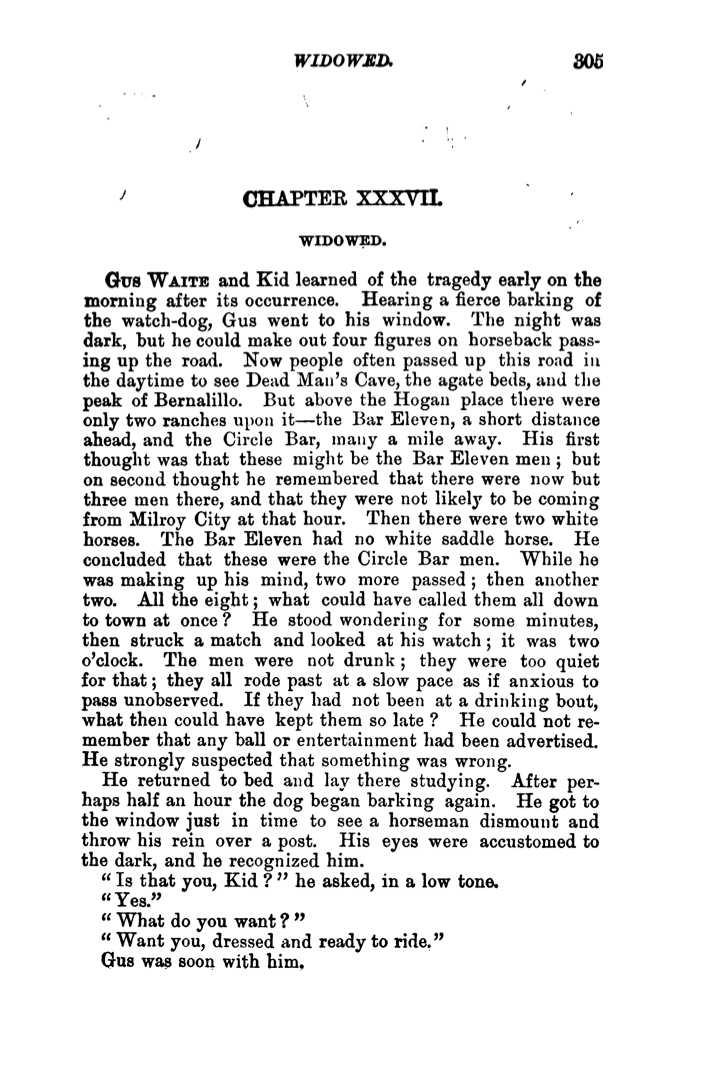 WIDOWED. 305
CHAPTER XXXVII.
WIDOWED.
GUS WAITE and Kid learned of the tragedy early on the
morning after its occurrence. Hearing a fierce barking of
the watch-dog, Gus went to his window. The night was
dark, but he could make out four figures on horseback pass-
ing up the road. Now people often passed up this road in
the daytime to see Dead Man's Cave, the agate beds, and the
peak of Bernalillo. But above the Hogan place there were
only two ranches upon it—the Bar Eleven, a short distance
ahead, and the Circle Bar, many a mile away. His first
thought was that these might be the Bar Eleven men ; but
on second thought he remembered that there were now but
three men there, and that they were not likely to be coming
from Milroy City at that hour. Then there were two white
horses. The Bar Eleven had no white saddle horse. He
concluded that these were the Circle Bar men. While he
was making up his mind, two more passed ; then another
two. All the eight ; what could have called them all down
to town at once ? He stood wondering for some minutes,
then struck a match and looked at his watch ; it was two
o'clock. The men were not drunk ; they were too quiet
for that ; they all rode past at a slow pace as if anxious to
pass unobserved. If they had not been at a drinking bout,
what then could have kept them so late ? He could not re-
member that any ball or entertainment had been advertised.
He strongly suspected that something was wrong.
He returned to bed and lay there studying. After per-
haps half an hour the dog began barking again. He got to
the window just in time to see a horseman dismount and
throw his rein over a post. His eyes were accustomed to
the dark, and he recognized him.
" Is that you, Kid ? " he asked, in a low tone.
" Yes."
" What do you want ? "
" Want you, dressed and ready to ride. "
Gus was soon with him.